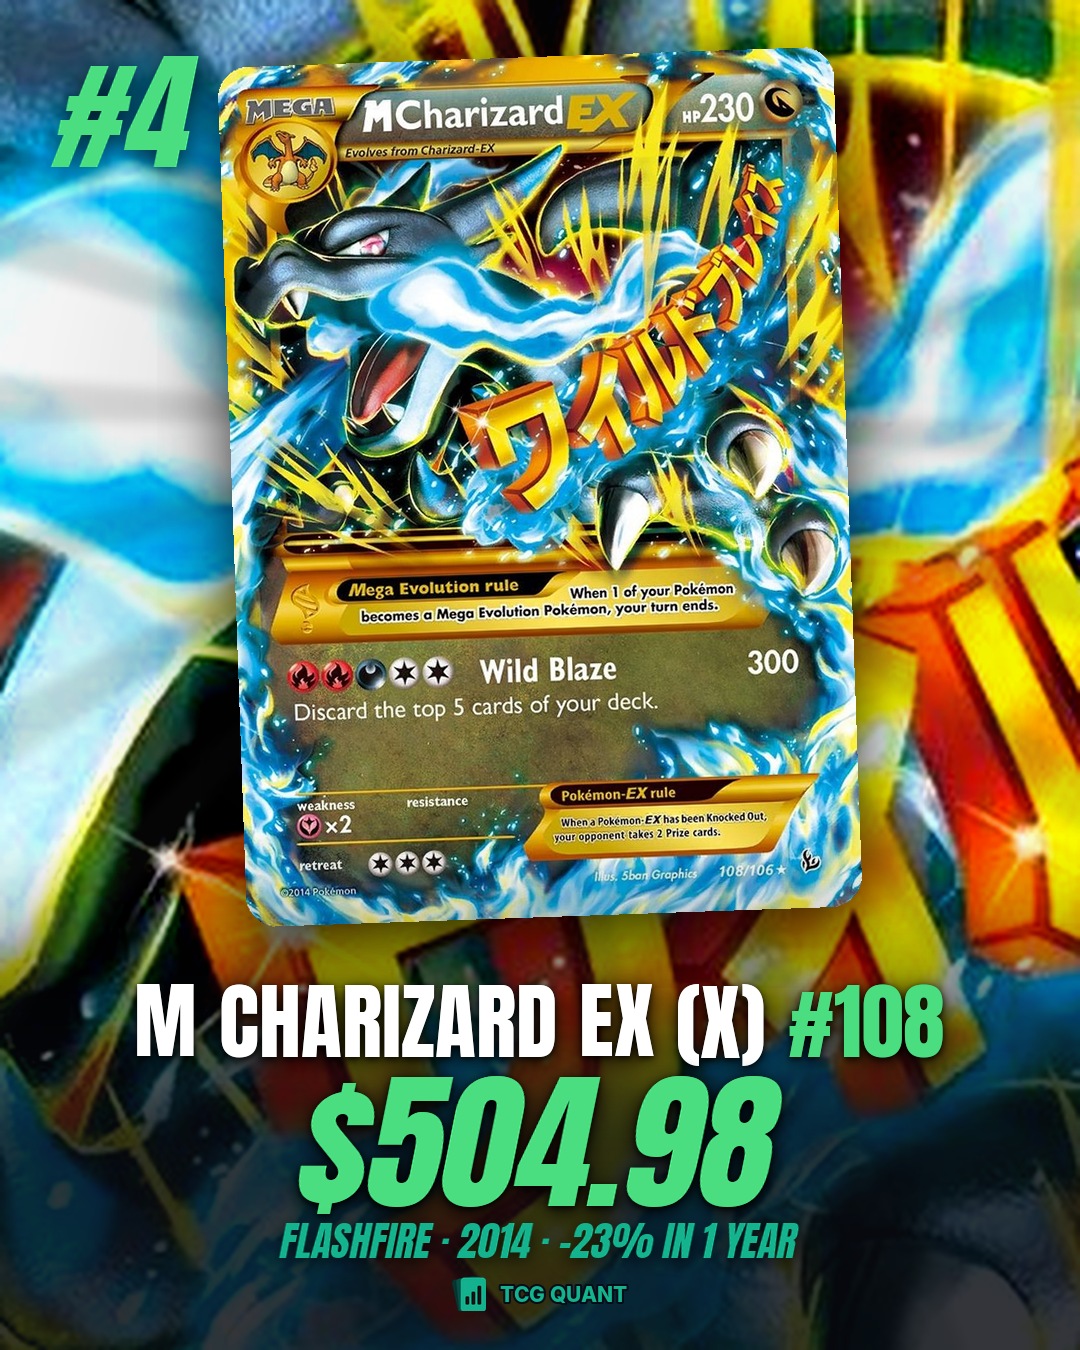 #4
MEGA
M Charizard EX
HP230
Evolves from Charizard-EX
ワイルドブレイズ
Mega Evolution rule
When 1 of your Pokémon
becomes a Mega Evolution Pokémon, your turn ends.
Wild Blaze 300
Discard the top 5 cards of your deck.
weakness resistance
×2
Pokémon-EX rule
When a Pokémon-EX has been Knocked Out,
your opponent takes 2 Prize cards.
retreat
Illus. 5ban Graphics 108/106 ★
©2014 Pokémon
M CHARIZARD EX (X) #108
$504.98
FLASHFIRE · 2014 · -23% IN 1 YEAR
TCG QUANT